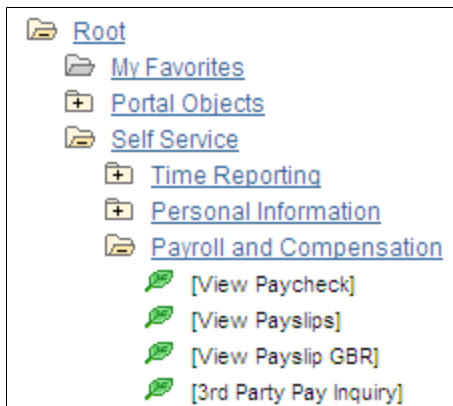 Root
My Favorites
Portal Objects
Self Service
Time Reporting
Personal Information
Payroll and Compensation
[View Paycheck]
[View Payslips]
[View Payslip GBR]
[3rd Party Pay Inquiry]